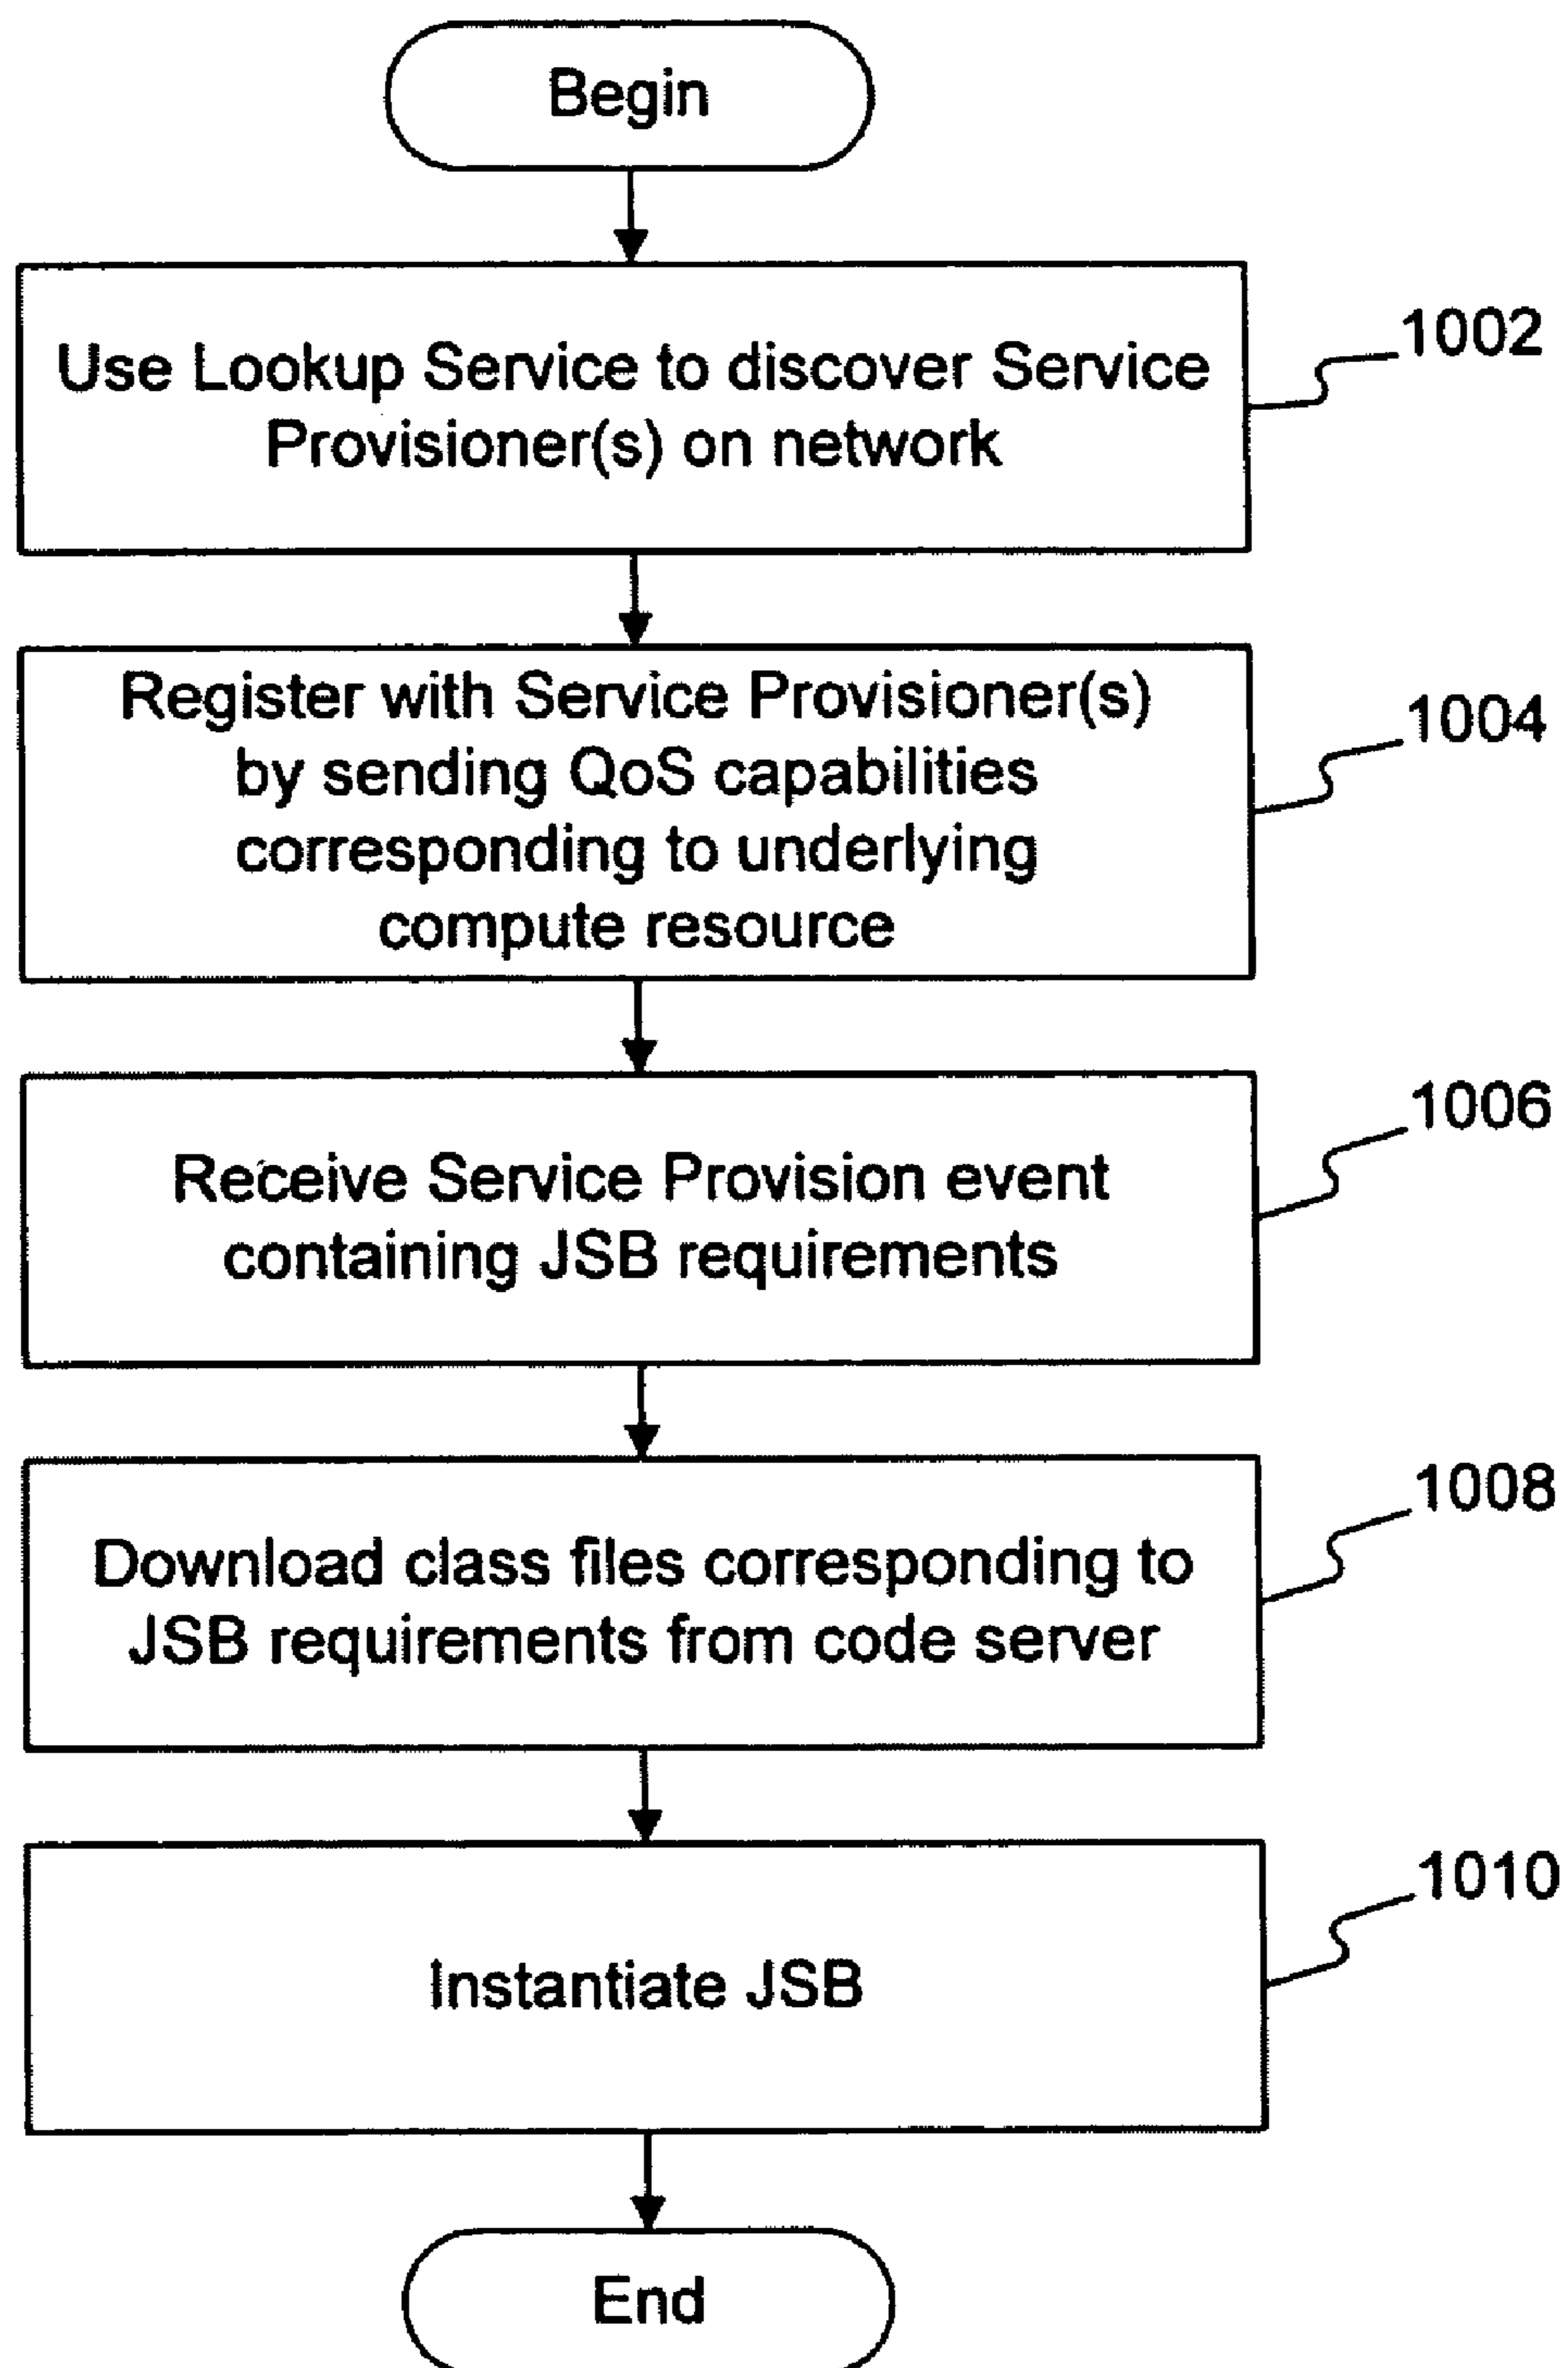 Begin
Use Lookup Service to discover Service
Provisioner(s) on network
1002
Register with Service Provisioner(s)
by sending QoS capabilities
corresponding to underlying
compute resource
1004
Receive Service Provision event
containing JSB requirements
1006
Download class files corresponding to
JSB requirements from code server
1008
Instantiate JSB
1010
End